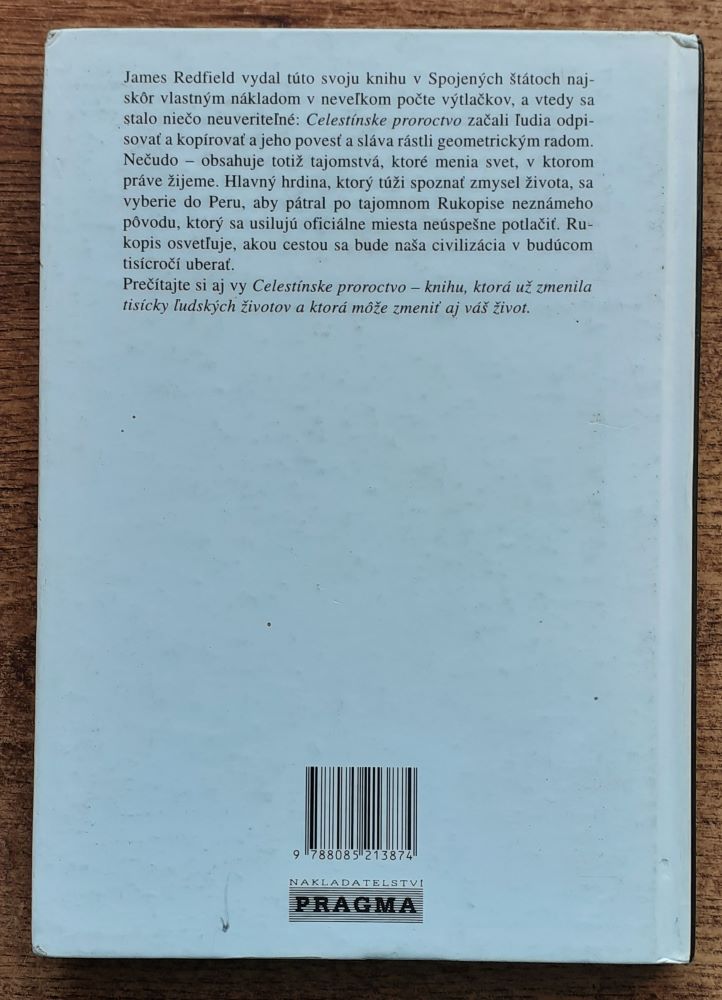 James Redfield vydal túto svoju knihu v Spojených štátoch naj-
skôr vlastným nákladom v neveľkom počte výtlačkov, a vtedy sa
stalo niečo neuveriteľné: Celestínske proroctvo začali ľudia odpi-
sovať a kopírovať a jeho povesť a sláva rástli geometrickým radom.
Nečudo – obsahuje totiž tajomstvá, ktoré menia svet, v ktorom
práve žijeme. Hlavný hrdina, ktorý túži spoznať zmysel života, sa
vyberie do Peru, aby pátral po tajomnom Rukopise neznámeho
pôvodu, ktorý sa usilujú oficiálne miesta neúspešne potlačiť. Ru-
kopis osvetľuje, akou cestou sa bude naša civilizácia v budúcom
tisícročí uberať.
Prečítajte si aj vy Celestínske proroctvo – knihu, ktorá už zmenila
tisícky ľudských životov a ktorá môže zmeniť aj váš život.
9 788085 213874
NAKLADATELSTVÍ
PRAGMA